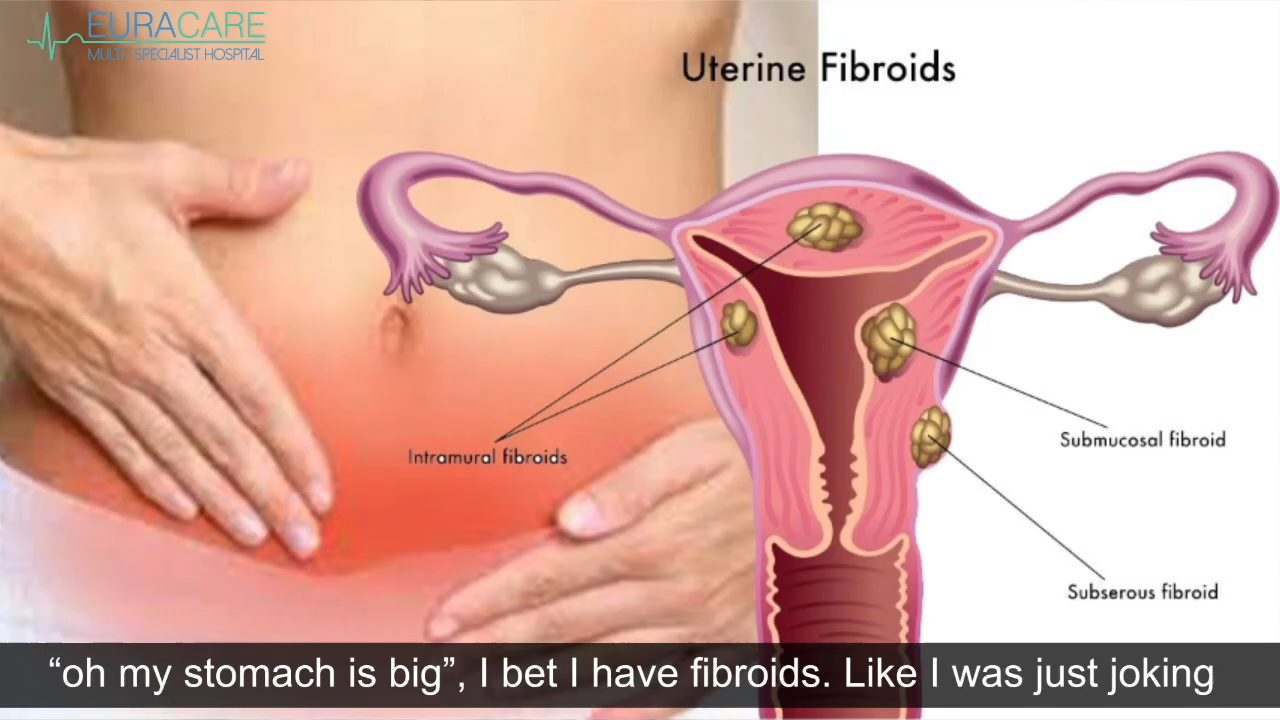 EURACARE
MULTI - SPECIALIST HOSPITAL
Uterine Fibroids
Intramural fibroids
Submucosal fibroid
Subserous fibroid
“oh my stomach is big”, I bet I have fibroids. Like I was just joking